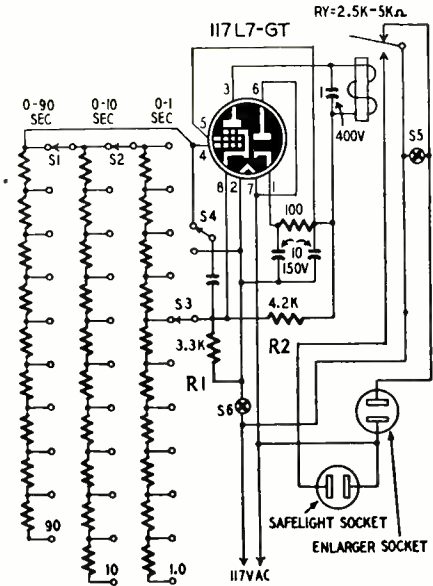 117L7-GT
RY=2.5K-5KΩ
0-90 SEC
0-10 SEC
0-1 SEC
5
4
3
6
8
2
7
1
1
400V
S5
S1
S2
S4
100
10
150V
S3
4.2K
3.3K
R1
R2
S6
90
10
1.0
SAFELIGHT SOCKET
ENLARGER SOCKET
117VAC